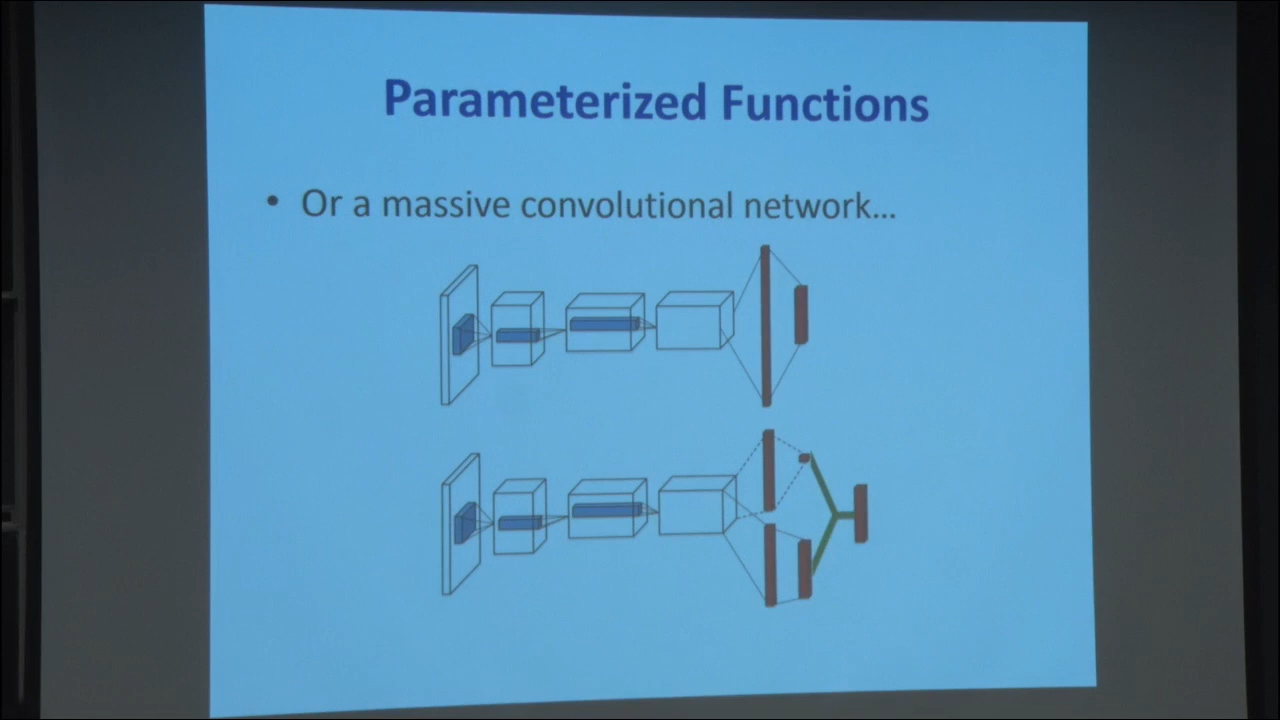 Parameterized Functions
• Or a massive convolutional network...